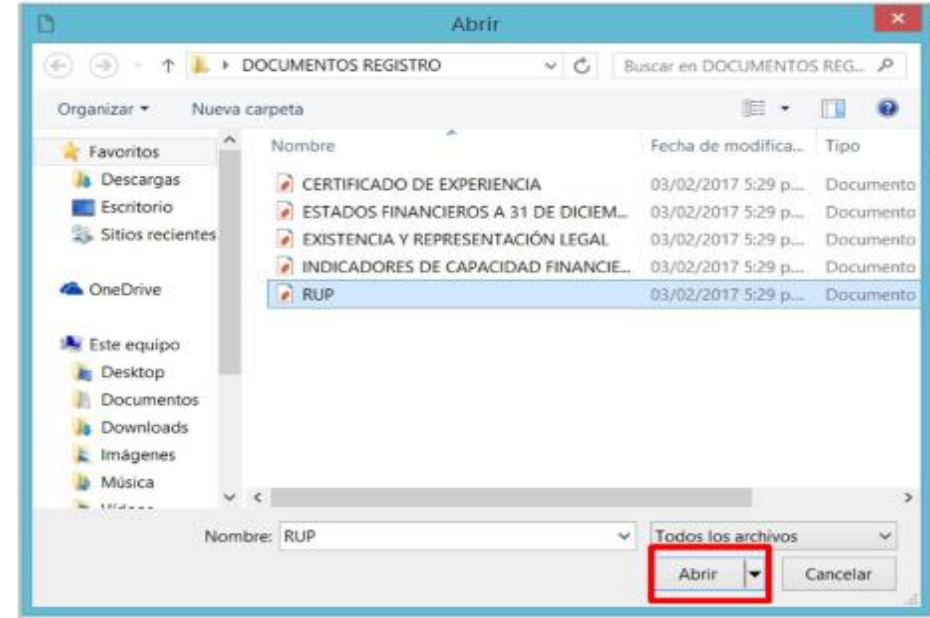 Abrir
DOCUMENTOS REGISTRO
Buscar en DOCUMENTOS REG...
Organizar
Nueva carpeta
Nombre
Fecha de modifica...
Tipo
Favoritos
Descargas
Escritorio
Sitios recientes
OneDrive
Este equipo
Desktop
Documentos
Downloads
Imágenes
Música
CERTIFICADO DE EXPERIENCIA 03/02/2017 5:29 p.... Documento
ESTADOS FINANCIEROS A 31 DE DICIEM... 03/02/2017 5:29 p.... Documento
EXISTENCIA Y REPRESENTACIÓN LEGAL 03/02/2017 5:29 p.... Documento
INDICADORES DE CAPACIDAD FINANCIE... 03/02/2017 5:29 p.... Documento
RUP 03/02/2017 5:29 p.... Documento
Nombre: RUP
Todos los archivos
Abrir
Cancelar